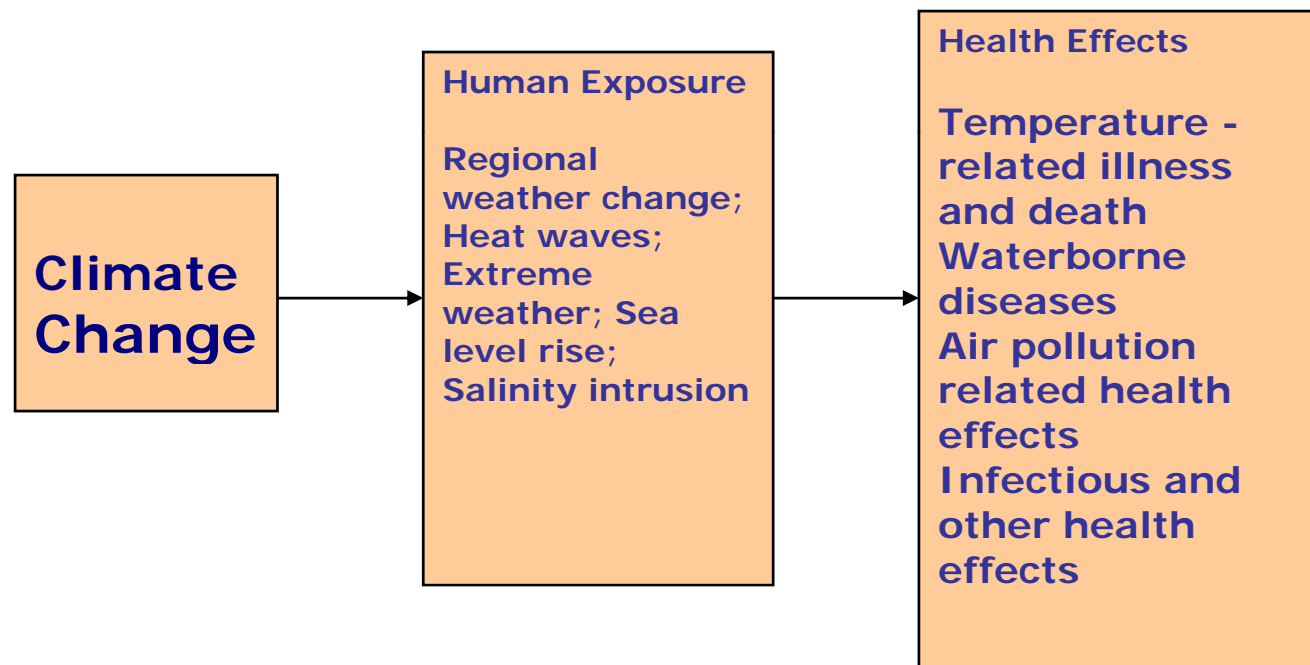 Climate
Change
Human Exposure
Regional
weather change;
Heat waves;
Extreme
weather; Sea
level rise;
Salinity intrusion
Health Effects
Temperature -
related illness
and death
Waterborne
diseases
Air pollution
related health
effects
Infectious and
other health
effects